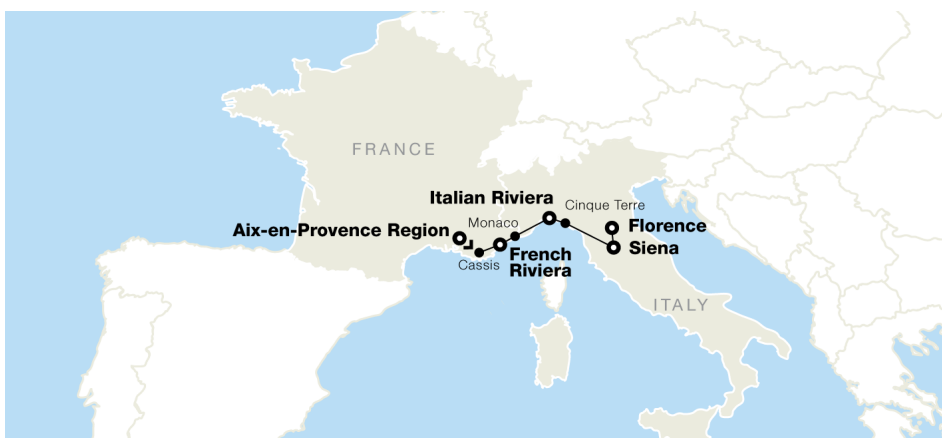 FRANCE
Italian Riviera
Cinque Terre
Monaco
Florence
Aix-en-Provence Region
Siena
French
Riviera
Cassis
ITALY